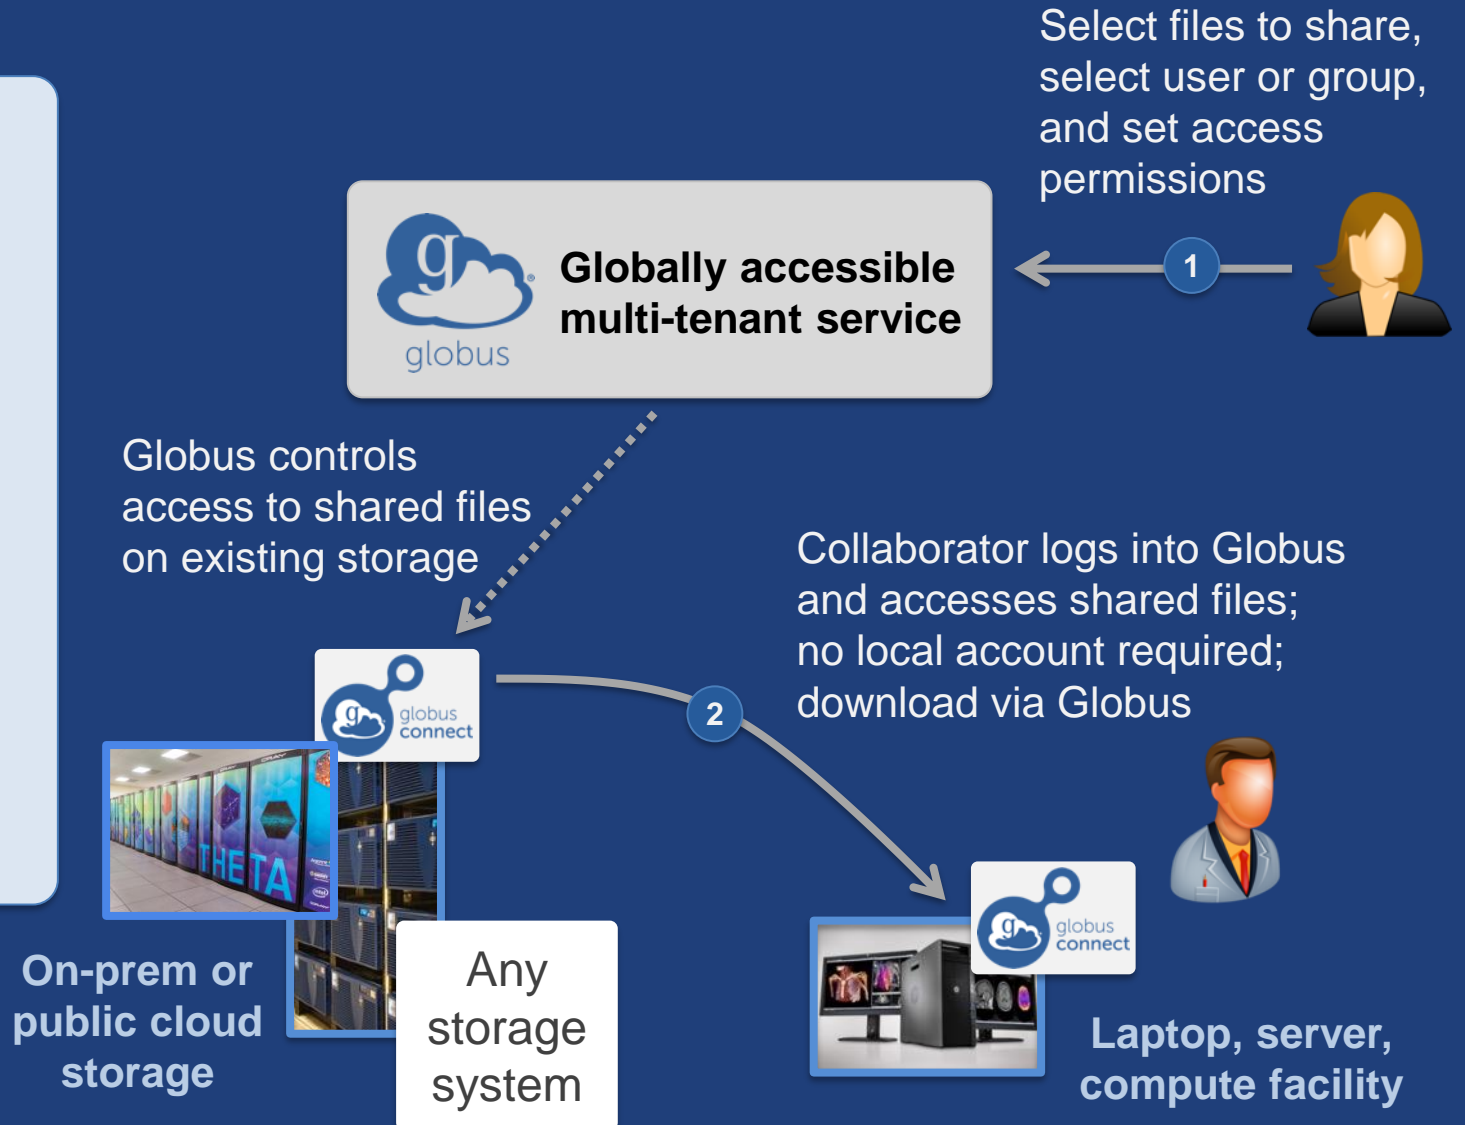 Select files to share,
select user or group,
and set access
permissions
1
globus
Globally accessible
multi-tenant service
Globus controls
access to shared files
on existing storage
Collaborator logs into Globus
and accesses shared files;
no local account required;
download via Globus
2
globus
connect
THETA
On-prem or
public cloud
storage
Any
storage
system
globus
connect
Laptop, server,
compute facility